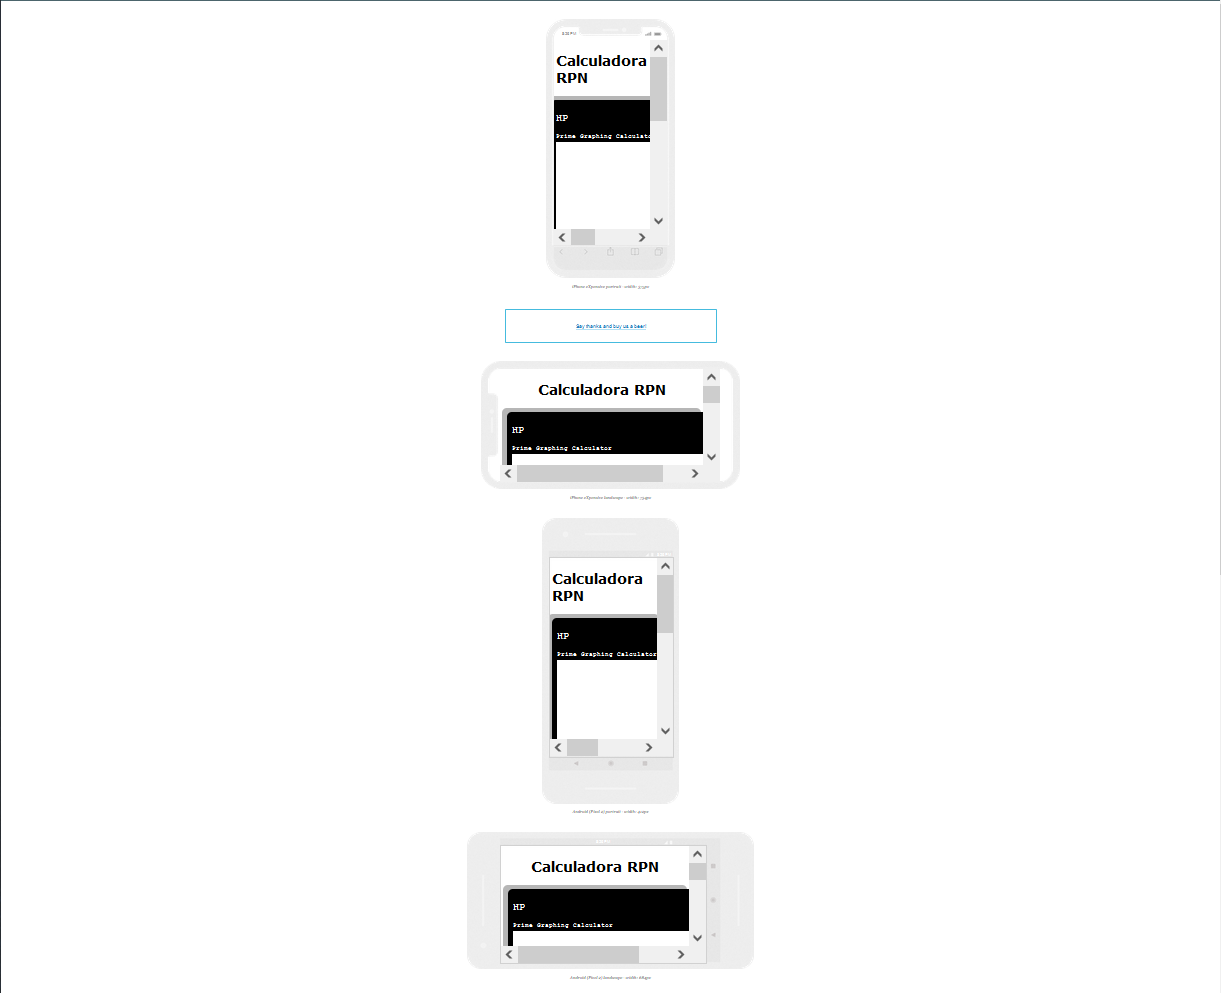 Calculadora
RPN
HP
Prime Graphing Calculato
Say thanks and buy us a beer!
Calculadora RPN
HP
Prime Graphing Calculator
Calculadora
RPN
HP
Prime Graphing Calculator
Calculadora RPN
HP
Prime Graphing Calculator